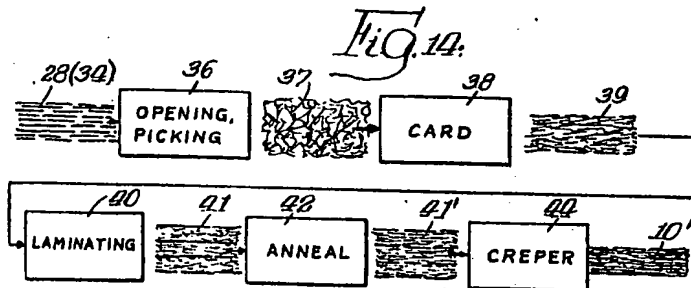 Fig. 14.
28(34)
36
37
38
39
OPENING,
PICKING
CARD
40
41
42
41'
44
10'
LAMINATING
ANNEAL
CREPER